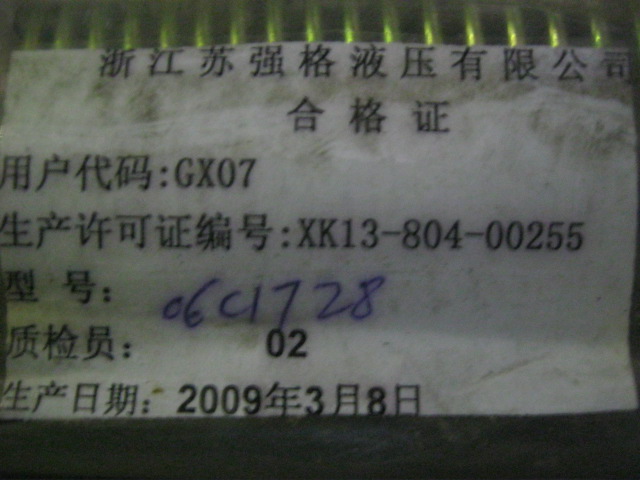 浙江苏强格液压有限公司
合格证
用户代码:GX07
生产许可证编号:XK13-804-00255
型号: 06C1728
质检员: 02
生产日期: 2009年3月8日